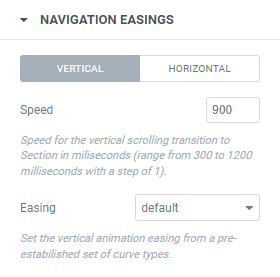 NAVIGATION EASINGS
VERTICAL HORIZONTAL
Speed 900
Speed for the vertical scrolling transition to
Section in miliseconds (range from 300 to 1200
milliseconds with a step of 1).
Easing default
Set the vertical animation easing from a pre-
estabilished set of curve types.